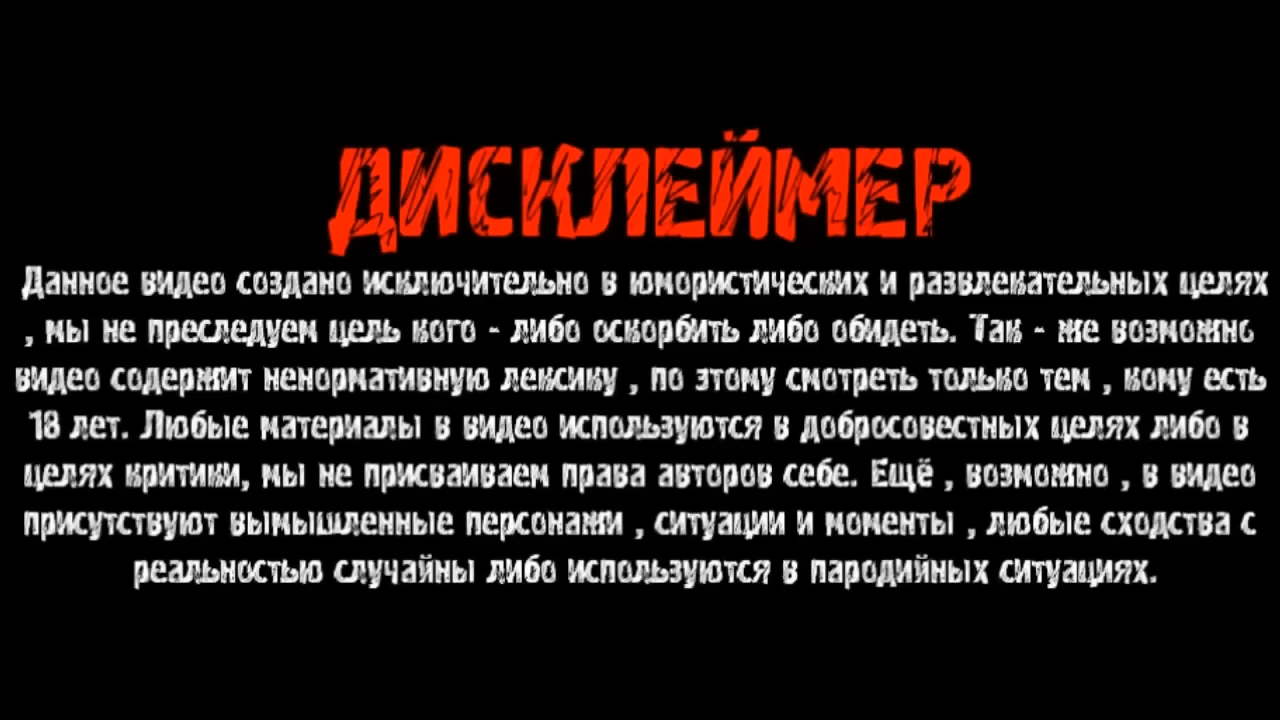 ДИСКЛЕЙМЕР
Данное видео создано исключительно в юмористических и развлекательных целях
, мы не преследуем цель кого - либо оскорбить либо обидеть. Так - же возможно
видео содержит ненормативную лексику , по этому смотреть только тем , кому есть
18 лет. Любые материалы в видео используются в добросовестных целях либо в
целях критики, мы не присваиваем права авторов себе. Ещё , возможно , в видео
присутствуют вымышленные персонажи , ситуации и моменты , любые сходства с
реальностью случайны либо используются в пародийных ситуациях.